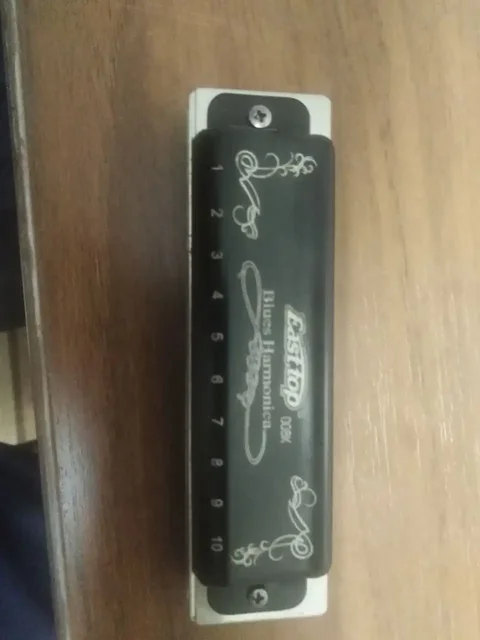 Easttop 008K
Blues Harmonica
1 2 3 4 5 6 7 8 9 10